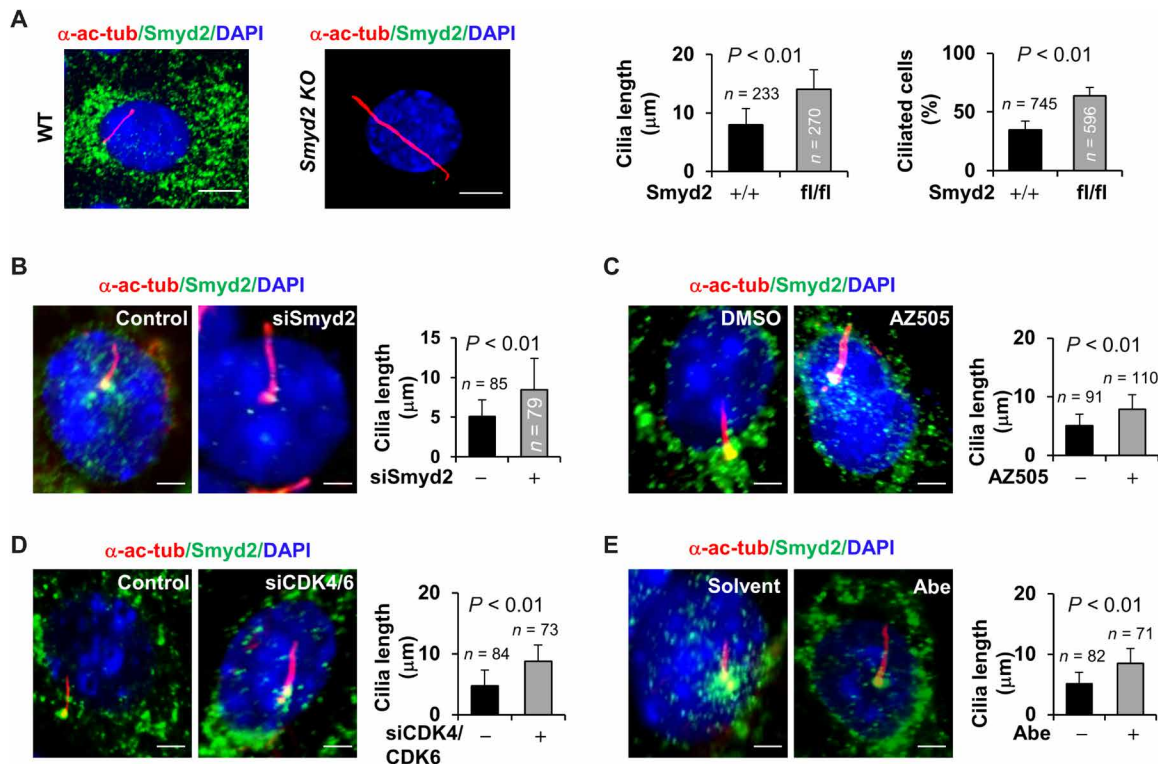 A
α-ac-tub/Smyd2/DAPI
α-ac-tub/Smyd2/DAPI
WT
Smyd2 KO
Cilia length
(μm)
20
10
0
P < 0.01
n = 233
n = 270
Smyd2 +/+ fl/fl
Ciliated cells
(%)
100
50
0
P < 0.01
n = 745
n = 596
Smyd2 +/+ fl/fl
B
α-ac-tub/Smyd2/DAPI
Control
siSmyd2
Cilia length
(μm)
15
10
5
0
P < 0.01
n = 85
n = 79
siSmyd2 – +
C
α-ac-tub/Smyd2/DAPI
DMSO
AZ505
Cilia length
(μm)
20
10
0
P < 0.01
n = 91
n = 110
AZ505 – +
D
α-ac-tub/Smyd2/DAPI
Control
siCDK4/6
Cilia length
(μm)
20
10
0
P < 0.01
n = 84
n = 73
siCDK4/ – +
CDK6
E
α-ac-tub/Smyd2/DAPI
Solvent
Abe
Cilia length
(μm)
20
10
0
P < 0.01
n = 82
n = 71
Abe – +